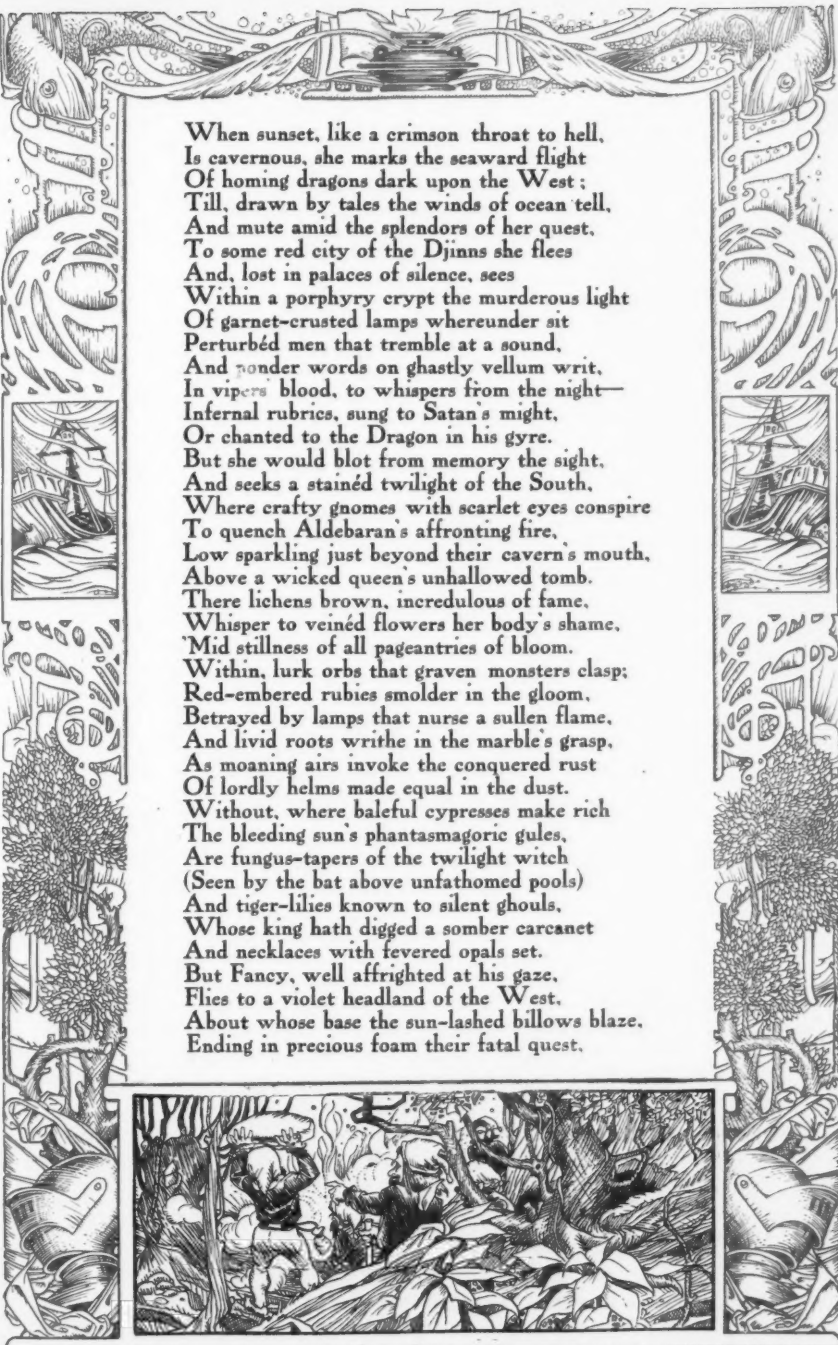 When sunset, like a crimson throat to hell,
Is cavernous, she marks the seaward flight
Of homing dragons dark upon the West ;
Till, drawn by tales the winds of ocean tell,
And mute amid the splendors of her quest,
To some red city of the Djinns she flees
And, lost in palaces of silence, sees
Within a porphyry crypt the murderous light
Of garnet-crusted lamps whereunder sit
Perturbéd men that tremble at a sound,
And ponder words on ghastly vellum writ,
In vipers' blood, to whispers from the night—
Infernal rubrics, sung to Satan's might,
Or chanted to the Dragon in his gyre.
But she would blot from memory the sight,
And seeks a stainéd twilight of the South,
Where crafty gnomes with scarlet eyes conspire
To quench Aldebaran's affronting fire,
Low sparkling just beyond their cavern's mouth,
Above a wicked queen's unhallowed tomb.
There lichens brown, incredulous of fame,
Whisper to veinéd flowers her body's shame,
'Mid stillness of all pageantries of bloom.
Within, lurk orbs that graven monsters clasp;
Red-embered rubies smolder in the gloom,
Betrayed by lamps that nurse a sullen flame,
And livid roots writhe in the marble's grasp,
As moaning airs invoke the conquered rust
Of lordly helms made equal in the dust.
Without, where baleful cypresses make rich
The bleeding sun's phantasmagoric gules,
Are fungus-tapers of the twilight witch
(Seen by the bat above unfathomed pools)
And tiger-lilies known to silent ghouls,
Whose king hath digged a somber carcanet
And necklaces with fevered opals set.
But Fancy, well affrighted at his gaze,
Flies to a violet headland of the West,
About whose base the sun-lashed billows blaze,
Ending in precious foam their fatal quest,